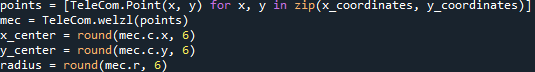 points = [TeleCom.Point(x, y) for x, y in zip(x_coordinates, y_coordinates)]
mec = TeleCom.welzl(points)
x_center = round(mec.c.x, 6)
y_center = round(mec.c.y, 6)
radius = round(mec.r, 6)